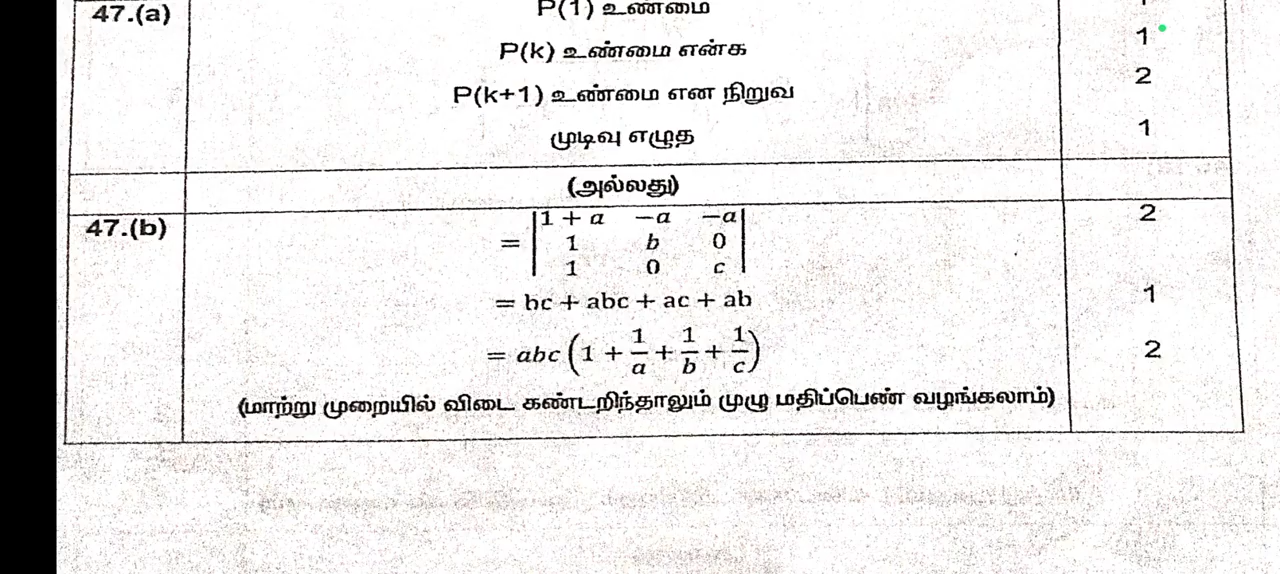 47.(a) P(1) உண்மை 1
P(k) உண்மை என்க 1
P(k+1) உண்மை என நிறுவ 2
முடிவு எழுத 1
(அல்லது)
47.(b) = |1 + a −a −a| 2
1 b 0
1 0 c
= bc + abc + ac + ab 1
= abc (1 + 1/a + 1/b + 1/c) 2
(மாற்று முறையில் விடை கண்டறிந்தாலும் முழு மதிப்பெண் வழங்கலாம்)